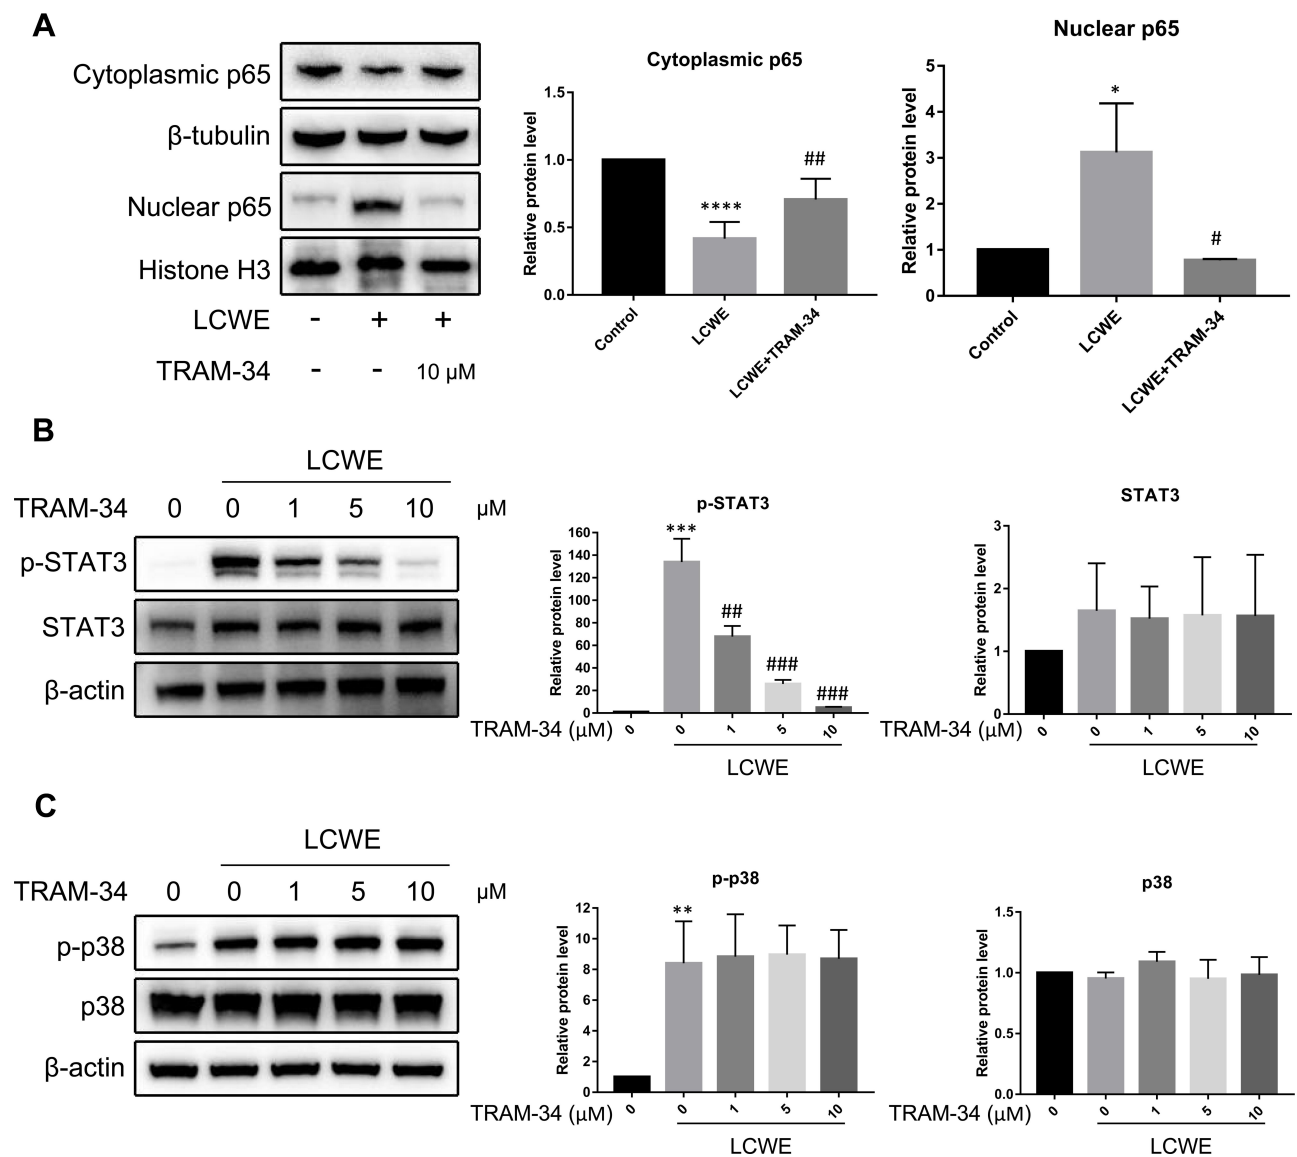 A
Cytoplasmic p65
β-tubulin
Nuclear p65
Histone H3
LCWE - + +
TRAM-34 - - 10 μM
Cytoplasmic p65
Relative protein level
1.5
1.0
0.5
0.0
****
##
Control
LCWE
LCWE+TRAM-34
Nuclear p65
Relative protein level
5
4
3
2
1
0
*
#
Control
LCWE
LCWE+TRAM-34
B
LCWE
TRAM-34 0 0 1 5 10 μM
p-STAT3
STAT3
β-actin
p-STAT3
Relative protein level
160
140
120
100
80
60
40
20
0
***
##
###
###
TRAM-34 (μM) 0 0 1 5 10
LCWE
STAT3
Relative protein level
3
2
1
0
TRAM-34 (μM) 0 0 1 5 10
LCWE
C
LCWE
TRAM-34 0 0 1 5 10 μM
p-p38
p38
β-actin
p-p38
Relative protein level
12
10
8
6
4
2
0
**
TRAM-34 (μM) 0 0 1 5 10
LCWE
p38
Relative protein level
1.5
1.0
0.5
0.0
TRAM-34 (μM) 0 0 1 5 10
LCWE